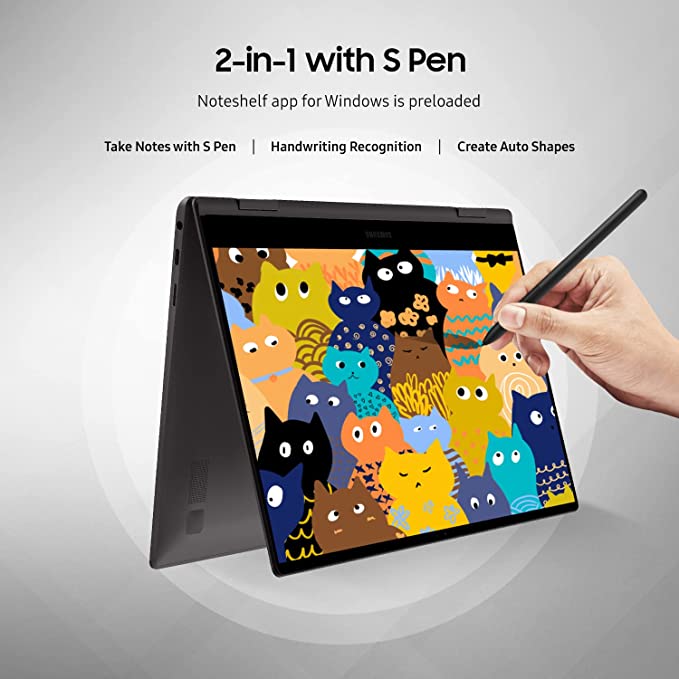 2-in-1 with S Pen
Noteshelf app for Windows is preloaded
Take Notes with S Pen | Handwriting Recognition | Create Auto Shapes
SAMSUNG